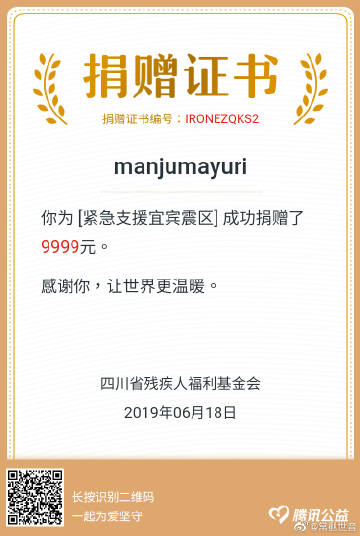 捐赠证书
捐赠证书编号：IRONEZQKS2
manjumayuri
你为 [紧急支援宜宾震区] 成功捐赠了
9999元。
感谢你，让世界更温暖。
四川省残疾人福利基金会
2019年06月18日
长按识别二维码
一起为爱坚守
腾讯公益